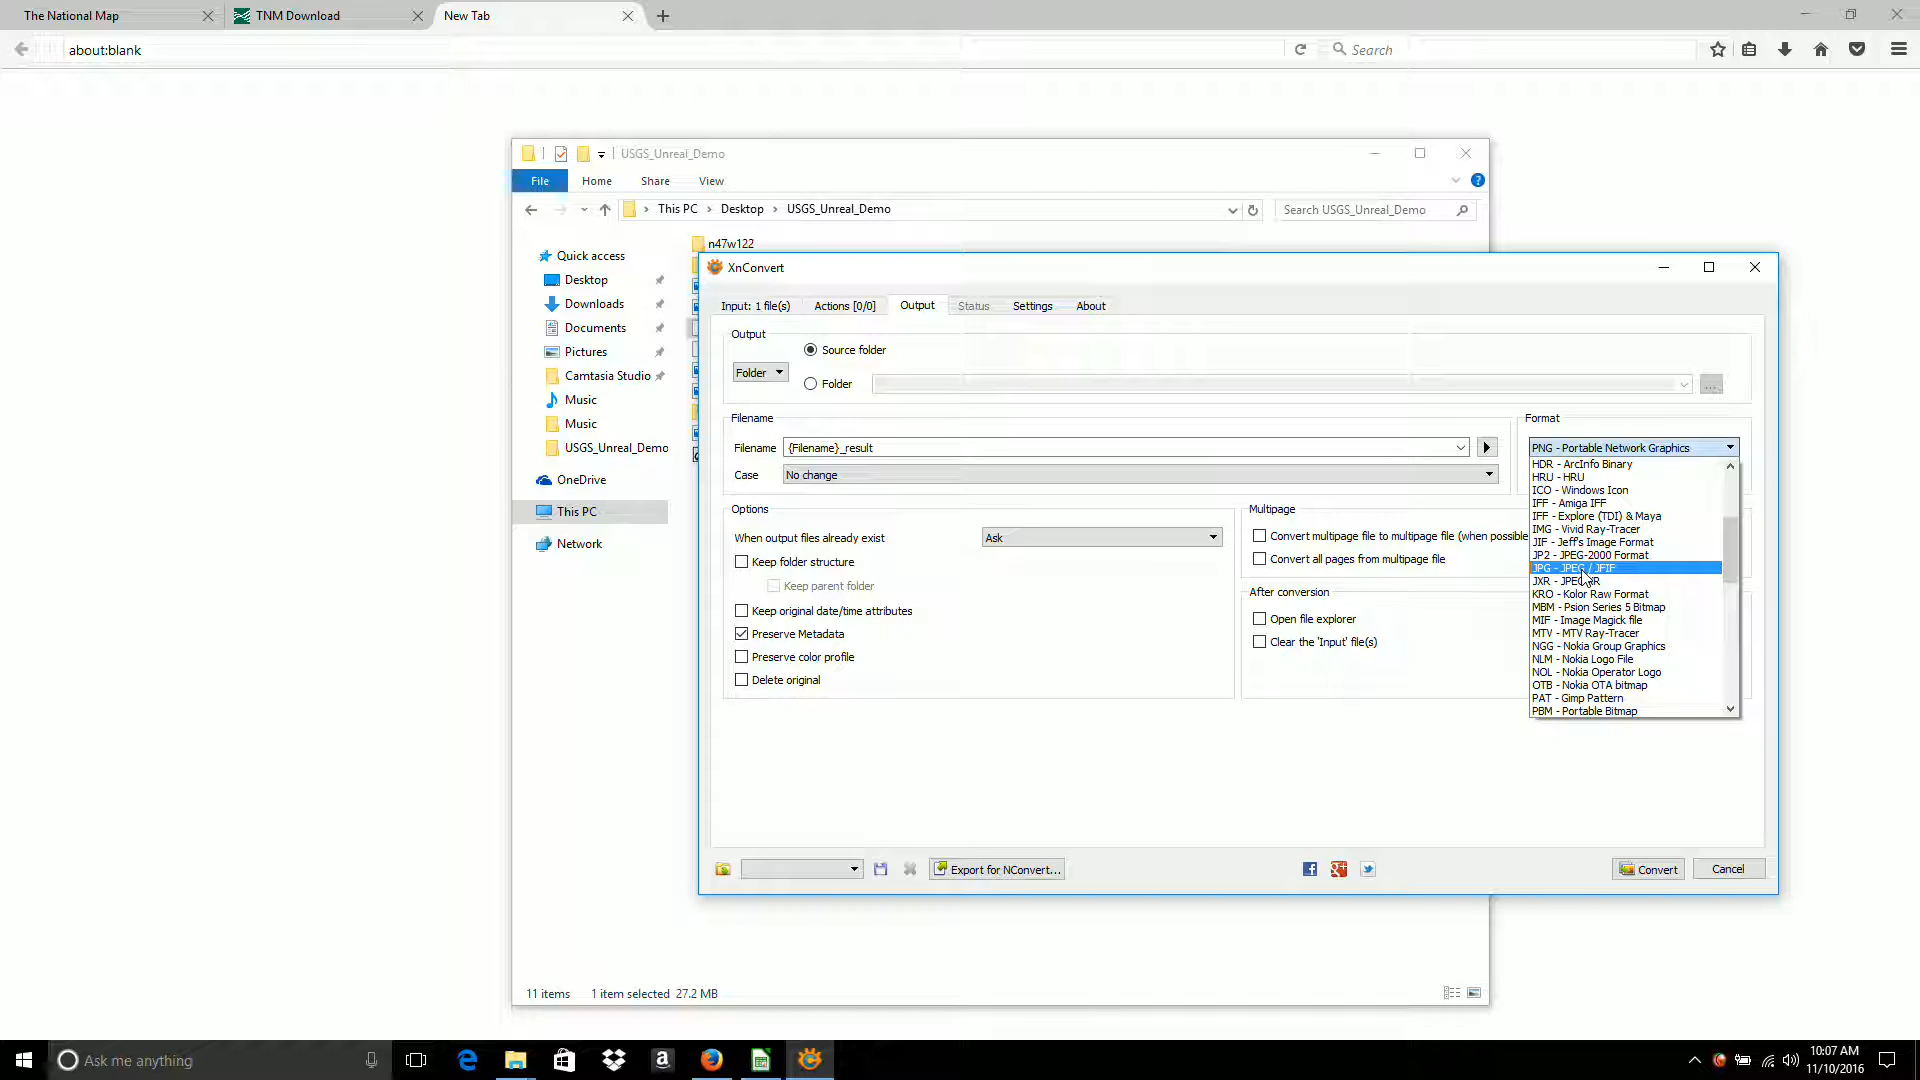 The National Map
TNM Download
New Tab
about:blank
Search
USGS_Unreal_Demo
File
Home
Share
View
This PC
Desktop
USGS_Unreal_Demo
Search USGS_Unreal_Demo
Quick access
Desktop
Downloads
Documents
Pictures
Camtasia Studio
Music
Music
USGS_Unreal_Demo
OneDrive
This PC
Network
n47w122
XnConvert
Input: 1 file(s)
Actions [0/0]
Output
Status
Settings
About
Output
Folder
Source folder
Folder
...
Filename
Filename
{Filename}_result
Case
No change
Format
PNG - Portable Network Graphics
HDR - ArcInfo Binary
HRU - HRU
ICO - Windows Icon
IFF - Amiga IFF
IFF - Explore (TDI) & Maya
IMG - Vivid Ray-Tracer
JIF - Jeff's Image Format
JP2 - JPEG-2000 Format
JPG - JPEG / JFIF
KRO - Kolor Raw Format
MBM - Psion Series 5 Bitmap
MIF - Image Magick file
MTV - MTV Ray-Tracer
NGG - Nokia Group Graphics
NLM - Nokia Logo File
NOL - Nokia Operator Logo
OTB - Nokia OTA bitmap
PAT - Gimp Pattern
PBM - Portable Bitmap
Options
When output files already exist
Ask
Keep folder structure
Keep parent folder
Keep original date/time attributes
Preserve Metadata
Preserve color profile
Delete original
Multipage
Convert multipage file to multipage file (when possible
Convert all pages from multipage file
After conversion
Open file explorer
Clear the 'Input' file(s)
Export for NConvert...
Convert
Cancel
11 items
1 item selected 27.2 MB
Ask me anything
10:07 AM
11/10/2016